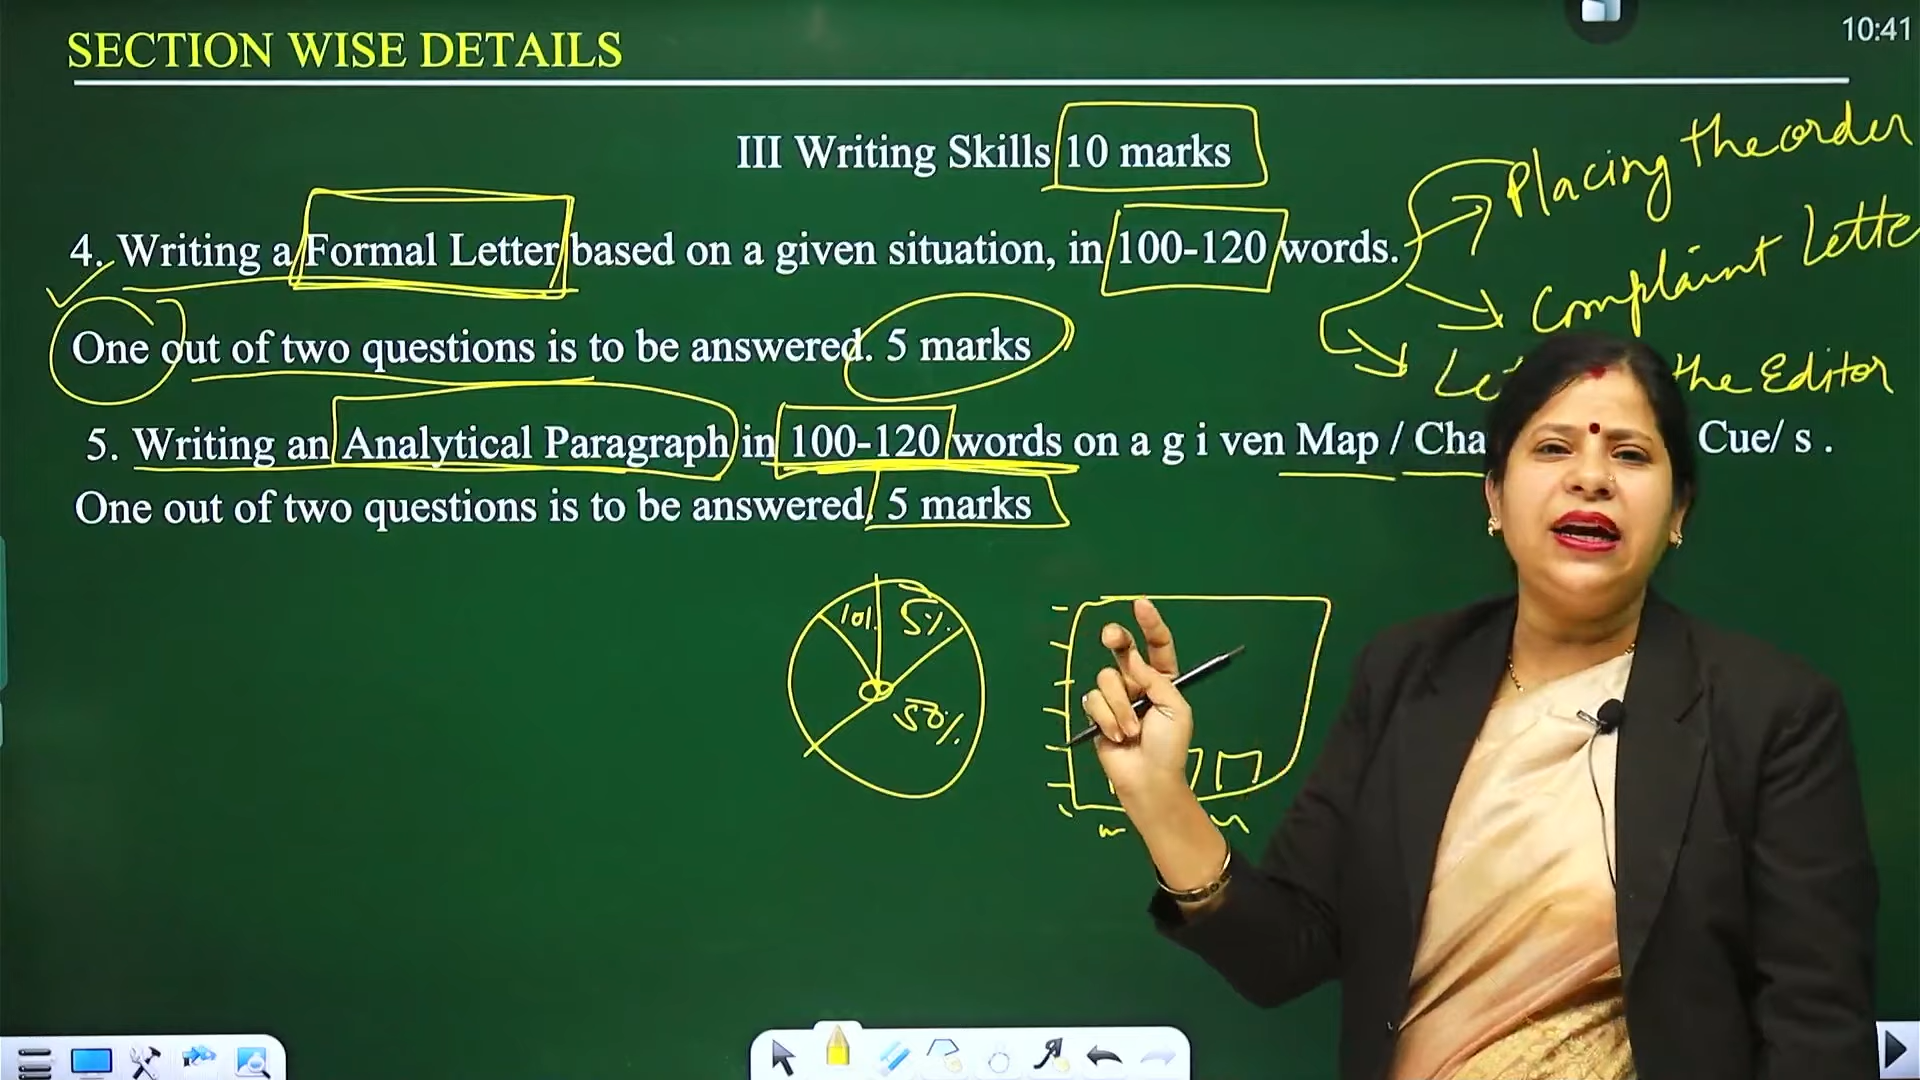 10:41
SECTION WISE DETAILS
III Writing Skills 10 marks
Placing the order
4. Writing a Formal Letter based on a given situation, in 100-120 words.
Complaint Lette
One out of two questions is to be answered. 5 marks
Let the Editor
5. Writing an Analytical Paragraph in 100-120 words on a g i ven Map / Cha Cue/ s .
One out of two questions is to be answered. 5 marks
10%. 5%.
50%.